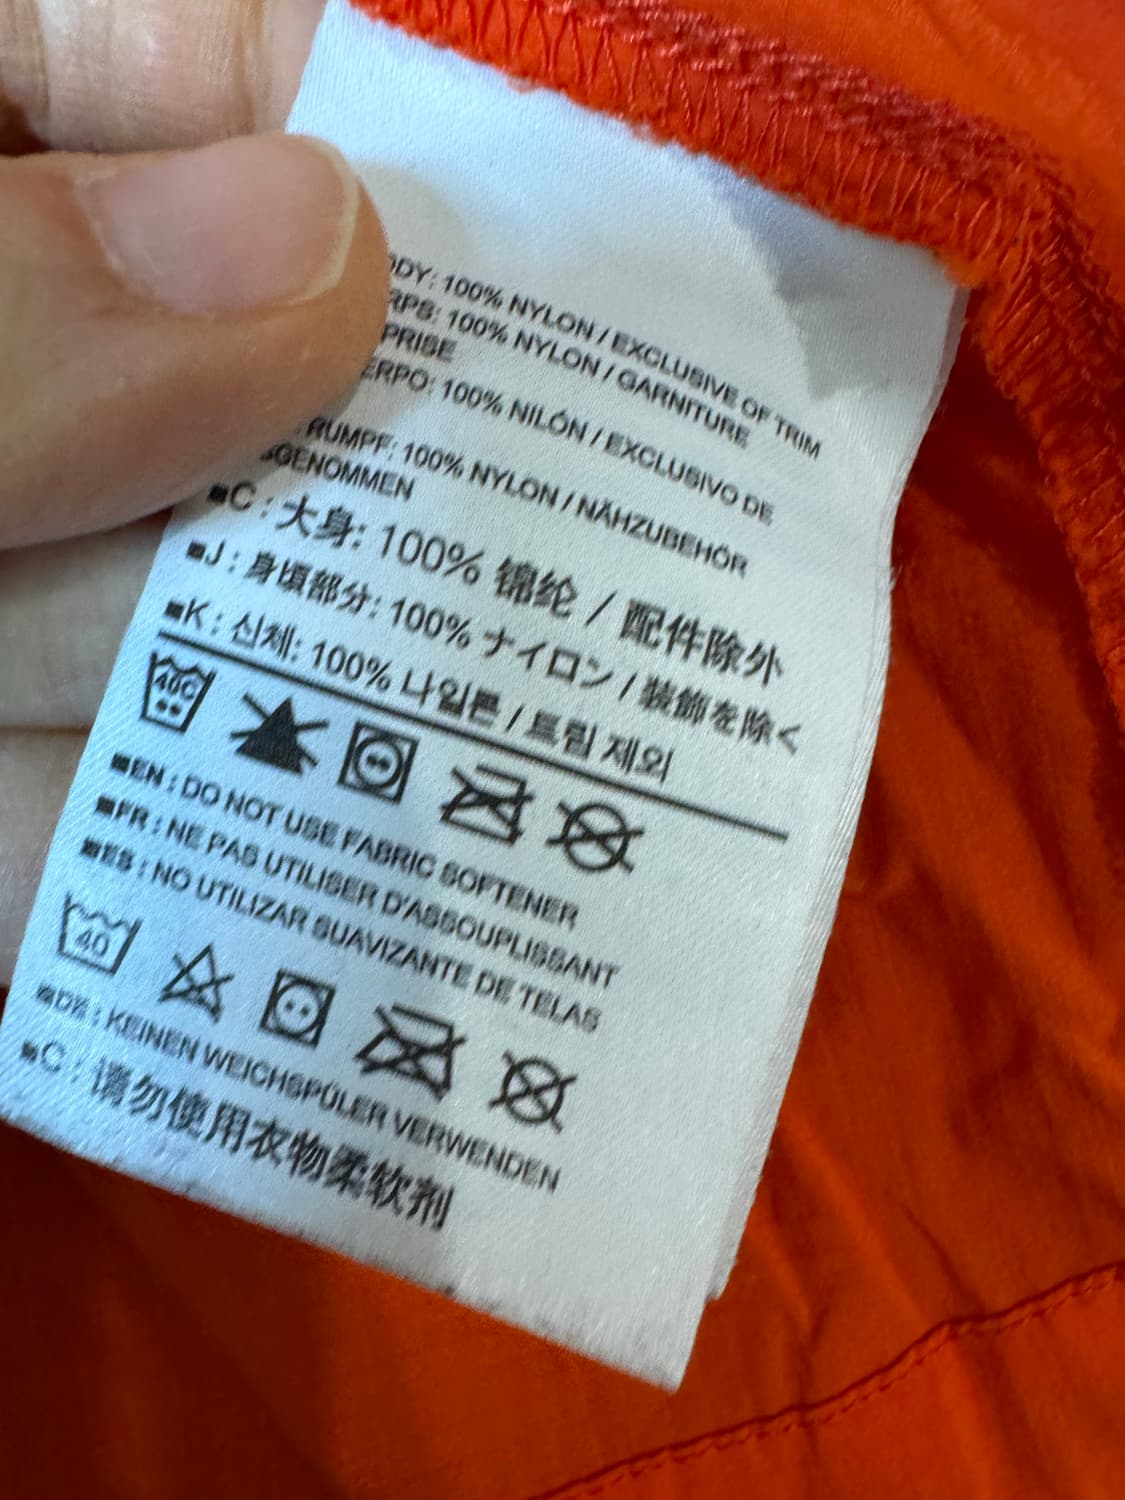 ODY: 100% NYLON / EXCLUSIVE OF TRIM
RPS: 100% NYLON / GARNITURE
PRISE
ERPO: 100% NILÓN / EXCLUSIVO DE
RUMPF: 100% NYLON / NÄHZUBEHÖR
SGENOMMEN
■C : 大身: 100% 锦纶 / 配件除外
■J : 身頃部分: 100% ナイロン / 装飾を除く
■K : 신체: 100% 나일론 / 트림 제외
40C
■EN : DO NOT USE FABRIC SOFTENER
■FR : NE PAS UTILISER D'ASSOUPLISSANT
■ES : NO UTILIZAR SUAVIZANTE DE TELAS
40
■DE : KEINEN WEICHSPÜLER VERWENDEN
■C : 请勿使用衣物柔软剂